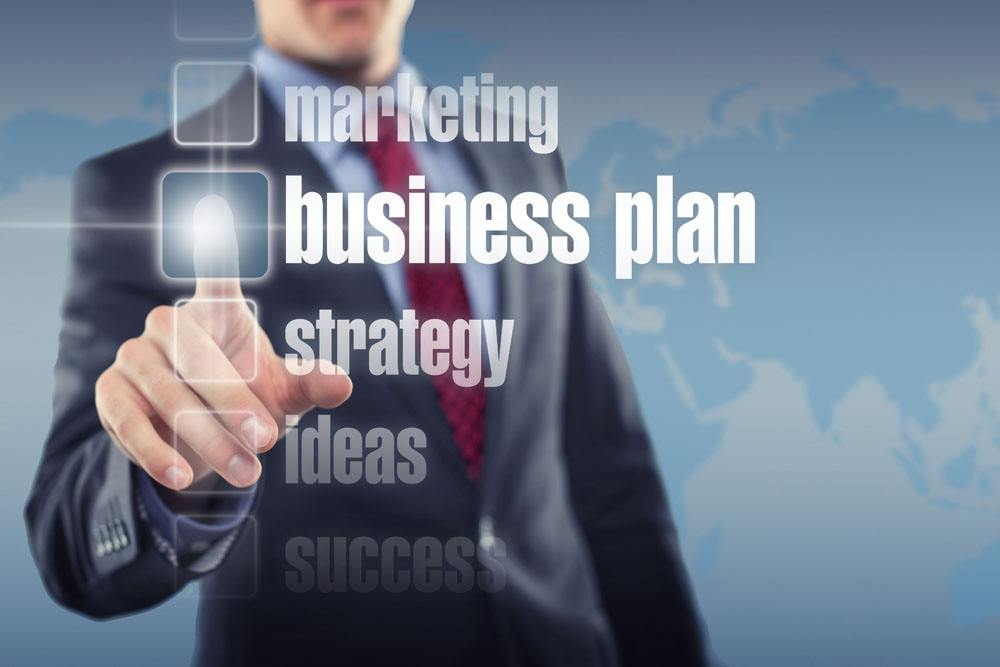 marketing
business plan
strategy
ideas
success